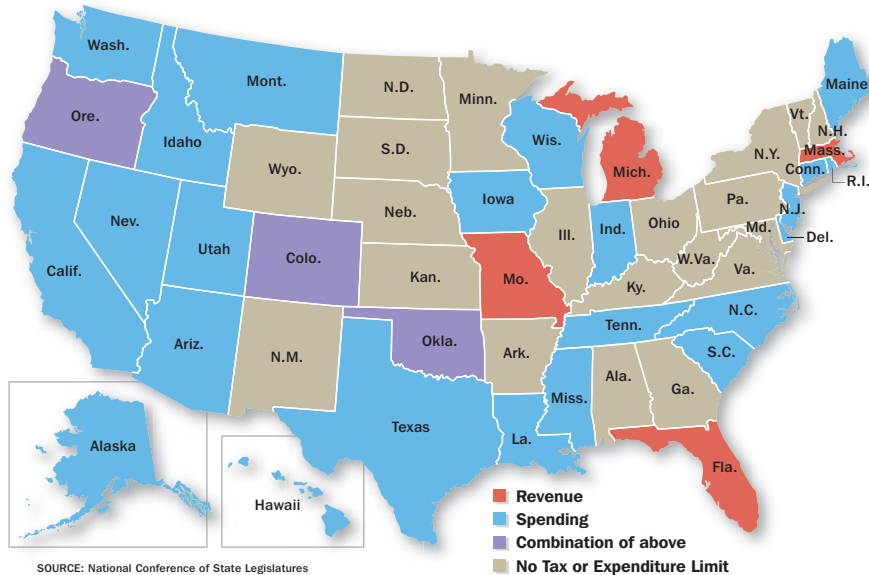 Wash.
Mont.
N.D.
Minn.
Maine
Ore.
Idaho
Wyo.
S.D.
Wis.
Mich.
Vt.
N.H.
N.Y.
Mass.
Conn.
R.I.
Nev.
Utah
Colo.
Neb.
Iowa
Ill.
Ind.
Ohio
Pa.
N.J.
Md.
Del.
Calif.
Kan.
Mo.
Ky.
W.Va.
Va.
Ariz.
N.M.
Okla.
Ark.
Tenn.
N.C.
S.C.
Texas
La.
Miss.
Ala.
Ga.
Fla.
Alaska
Hawaii
Revenue
Spending
Combination of above
No Tax or Expenditure Limit
SOURCE: National Conference of State Legislatures